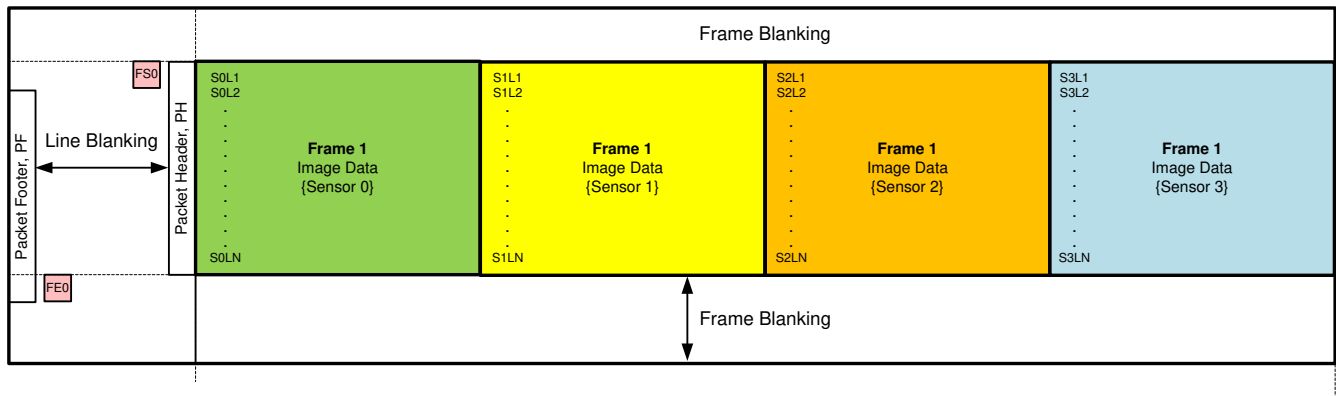 Frame Blanking
FS0
Packet Header, PH
Packet Footer, PF
Line Blanking
FE0
S0L1
S0L2
.
.
.
.
.
.
.
.
.
.
S0LN
Frame 1
Image Data
{Sensor 0}
S1L1
S1L2
.
.
.
.
.
.
.
.
.
.
S1LN
Frame 1
Image Data
{Sensor 1}
S2L1
S2L2
.
.
.
.
.
.
.
.
.
.
S2LN
Frame 1
Image Data
{Sensor 2}
S3L1
S3L2
.
.
.
.
.
.
.
.
.
.
S3LN
Frame 1
Image Data
{Sensor 3}
Frame Blanking